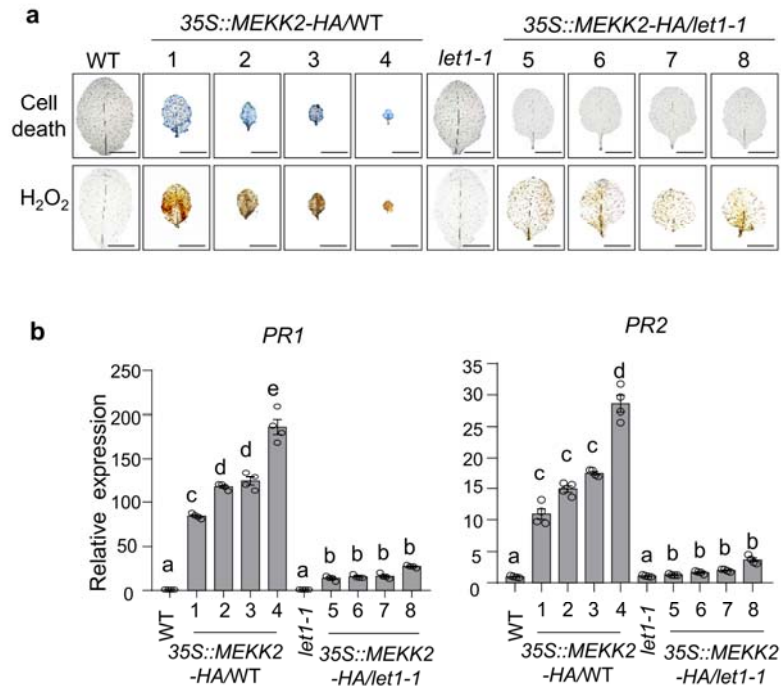 a
35S::MEKK2-HA/WT
35S::MEKK2-HA/let1-1
WT 1 2 3 4 let1-1 5 6 7 8
Cell
death
H₂O₂
b
PR1
Relative expression
250
200
150
100
50
0
a c d d e a b b b b
WT 1 2 3 4 let1-1 5 6 7 8
35S::MEKK2
-HA/WT
35S::MEKK2
-HA/let1-1
PR2
35
30
25
20
15
10
5
0
a c c c d a b b b b
WT 1 2 3 4 let1-1 5 6 7 8
35S::MEKK2
-HA/WT
35S::MEKK2
-HA/let1-1